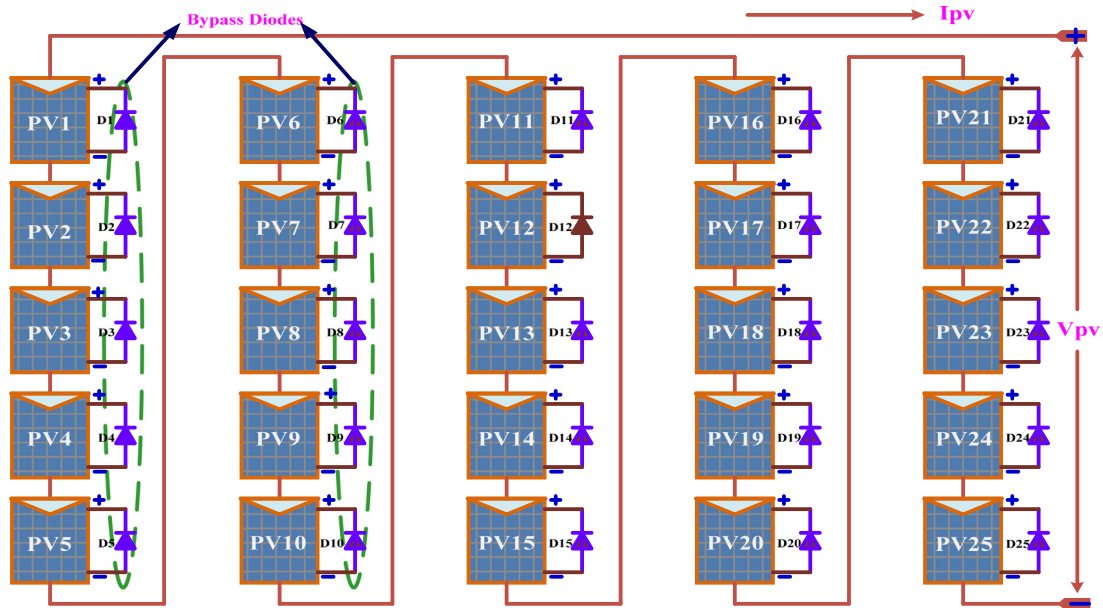 Bypass Diodes
Ipv
+
+ + + + +
PV1 D1 PV6 D6 PV11 D11 PV16 D16 PV21 D21
− − − − −
+ + + + +
PV2 D2 PV7 D7 PV12 D12 PV17 D17 PV22 D22
− − − − −
+ + + + +
PV3 D3 PV8 D8 PV13 D13 PV18 D18 PV23 D23
Vpv
− − − − −
+ + + + +
PV4 D4 PV9 D9 PV14 D14 PV19 D19 PV24 D24
− − − − −
+ + + + +
PV5 D5 PV10 D10 PV15 D15 PV20 D20 PV25 D25
− − − − −
−